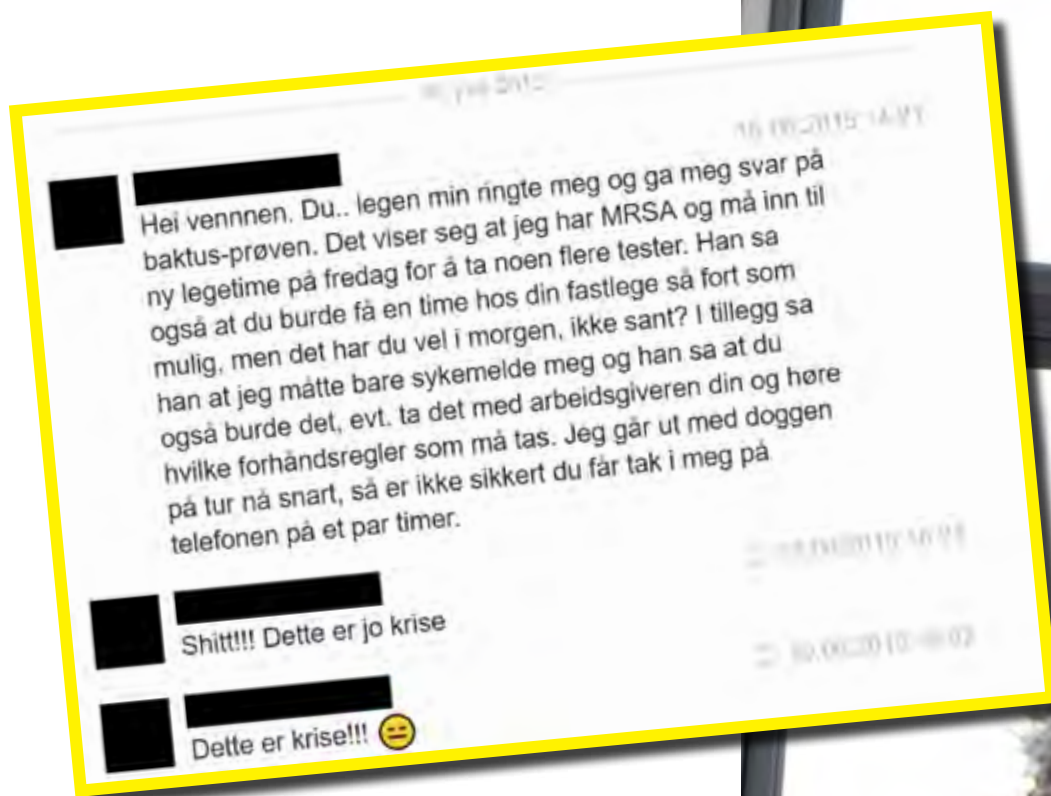 Hei vennnen. Du.. legen min ringte meg og ga meg svar på
baktus-prøven. Det viser seg at jeg har MRSA og må inn til
ny legetime på fredag for å ta noen flere tester. Han sa
også at du burde få en time hos din fastlege så fort som
mulig, men det har du vel i morgen, ikke sant? I tillegg sa
han at jeg måtte bare sykemelde meg og han sa at du
også burde det, evt. ta det med arbeidsgiveren din og høre
hvilke forhåndsregler som må tas. Jeg går ut med doggen
på tur nå snart, så er ikke sikkert du får tak i meg på
telefonen på et par timer.
Shitt!!! Dette er jo krise
Dette er krise!!! 😑